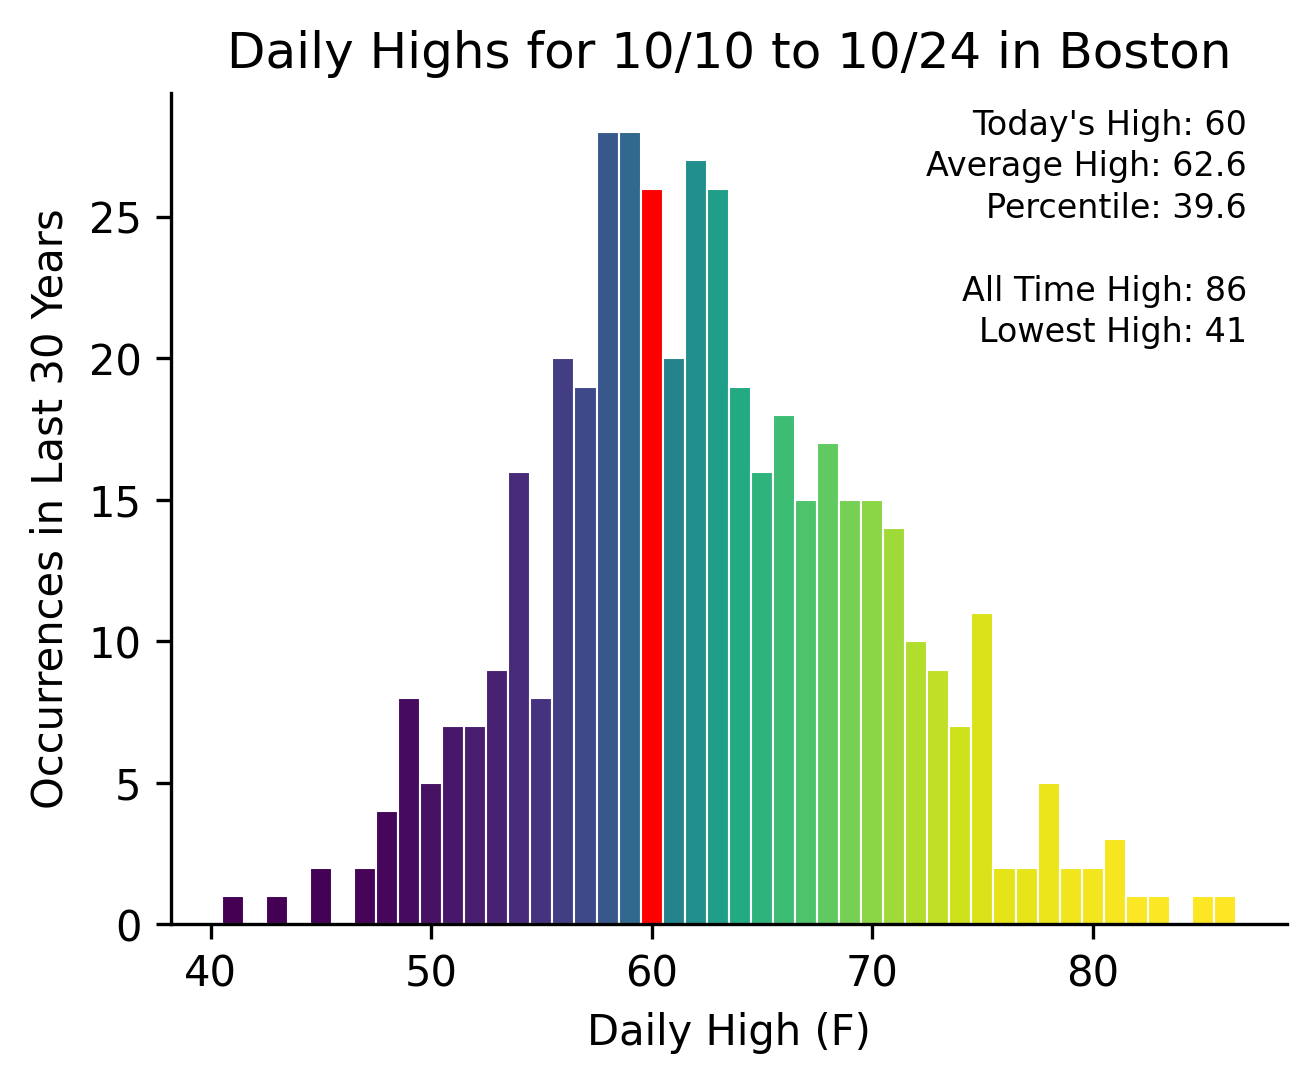 Daily Highs for 10/10 to 10/24 in Boston
Today's High: 60
Average High: 62.6
Percentile: 39.6
All Time High: 86
Lowest High: 41
Occurrences in Last 30 Years
25
20
15
10
5
0
40 50 60 70 80
Daily High (F)